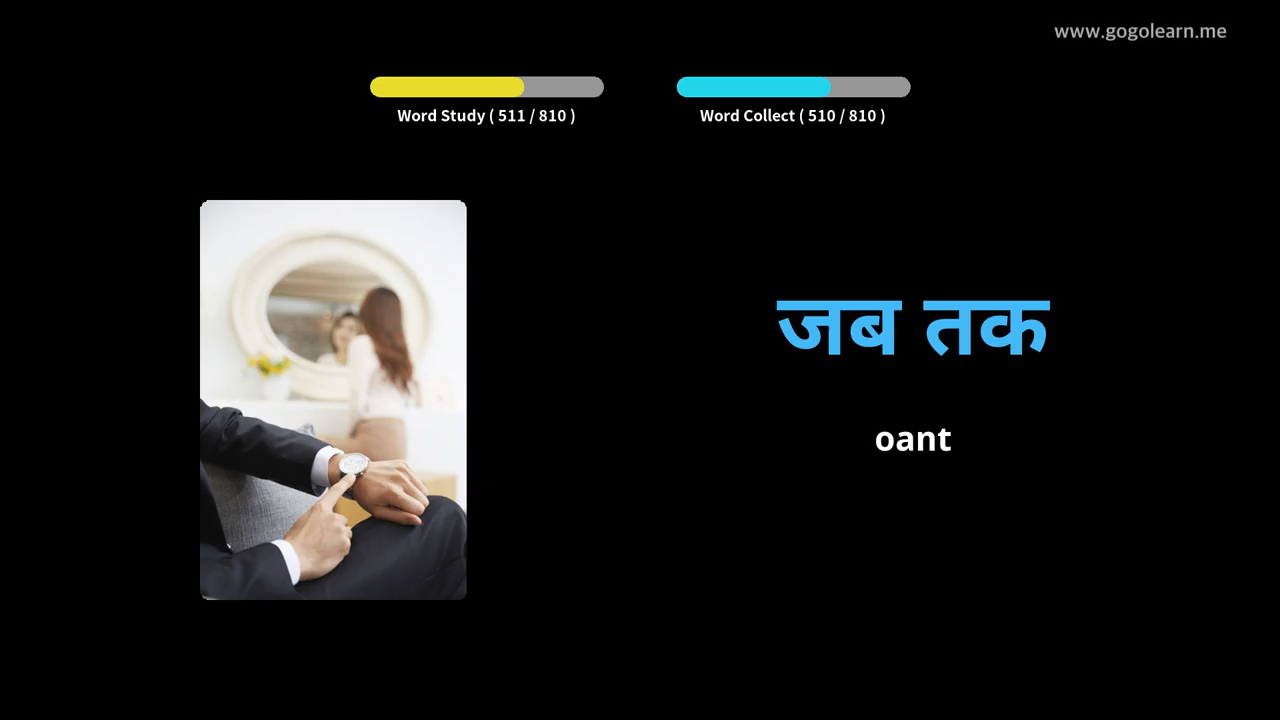 www.gogolearn.me
Word Study ( 511 / 810 )
Word Collect ( 510 / 810 )
जब तक
oant